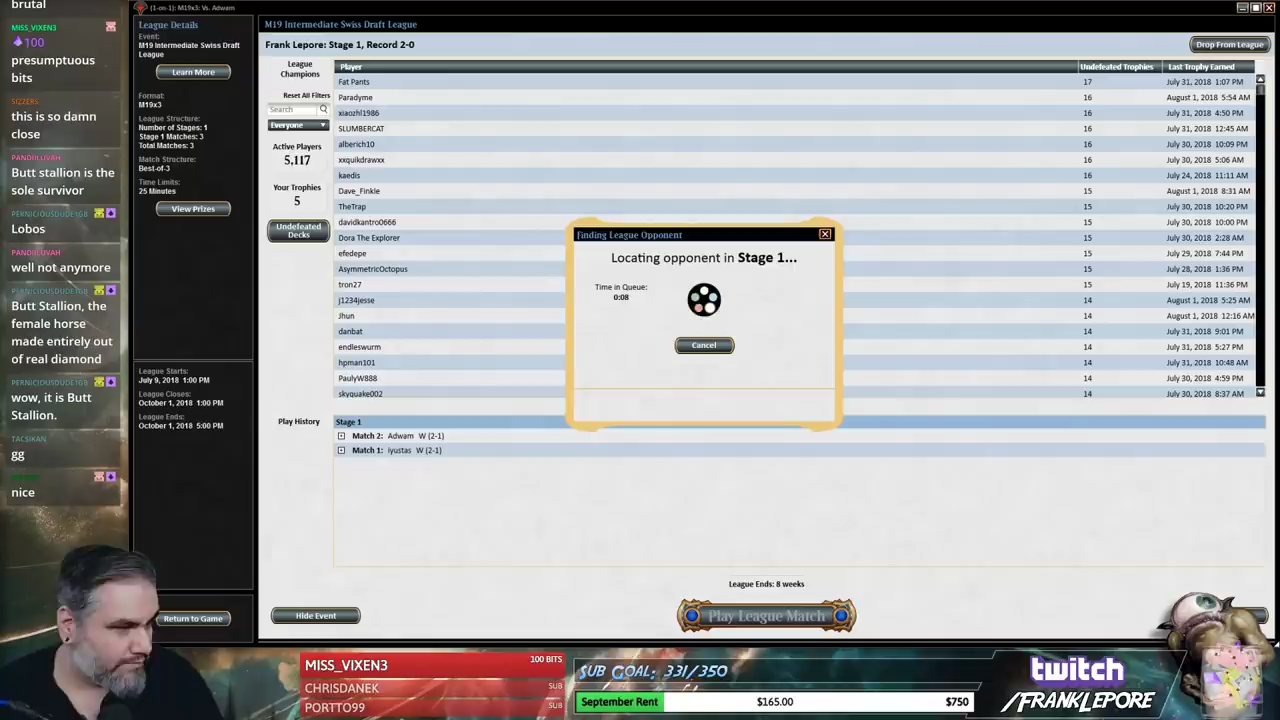 brutal
MISS_VIXEN3
100
presumptuous
bits
SIZZERS
this is so damn
close
PANDIILUVAH
Butt stallion is the
sole survivor
PERNICIOUSDUDE168
Lobos
PANDIILUVAH
well not anymore
PERNICIOUSDUDE168
Butt Stallion, the
female horse
made entirely out
of real diamond
PERNICIOUSDUDE168
wow, it is Butt
Stallion.
TACSIKAN
gg
nice
(1-on-1): M19x3: Vs. Adwam
League Details
Event:
M19 Intermediate Swiss Draft
League
Learn More
Format:
M19x3
League Structure:
Number of Stages: 1
Stage 1 Matches: 3
Total Matches: 3
Match Structure:
Best-of-3
Time Limits:
25 Minutes
View Prizes
League Starts:
July 9, 2018 1:00 PM
League Closes:
October 1, 2018 1:00 PM
League Ends:
October 1, 2018 5:00 PM
Return to Game
M19 Intermediate Swiss Draft League
Frank Lepore: Stage 1, Record 2-0
Drop From League
League
Champions
Reset All Filters
Search
Everyone
Active Players
5,117
Your Trophies
5
Undefeated
Decks
Player Undefeated Trophies Last Trophy Earned
Fat Pants 17 July 31, 2018 1:07 PM
Paradyme 16 August 1, 2018 5:54 AM
xiaozhl1986 16 July 31, 2018 4:50 PM
SLUMBERCAT 16 July 31, 2018 12:45 AM
alberich10 16 July 30, 2018 10:09 PM
xxquikdrawxx 16 July 30, 2018 5:06 AM
kaedis 16 July 24, 2018 11:11 AM
Dave_Finkle 15 August 1, 2018 8:31 AM
TheTrap 15 July 30, 2018 10:20 PM
davidkantro0666 15 July 30, 2018 10:00 PM
Dora The Explorer 15 July 30, 2018 2:28 AM
efedepe 15 July 29, 2018 7:44 PM
AsymmetricOctopus 15 July 28, 2018 1:36 PM
tron27 15 July 19, 2018 11:36 PM
j1234jesse 14 August 1, 2018 5:25 AM
Jhun 14 August 1, 2018 12:16 AM
danbat 14 July 31, 2018 9:01 PM
endleswurm 14 July 31, 2018 5:27 PM
hpman101 14 July 31, 2018 10:48 AM
PaulyW888 14 July 30, 2018 4:59 PM
skyquake002 14 July 30, 2018 8:37 AM
Finding League Opponent
Locating opponent in Stage 1...
Time in Queue:
0:08
Cancel
Play History
Stage 1
Match 2: Adwam W (2-1)
Match 1: iyustas W (2-1)
League Ends: 8 weeks
Hide Event
Play League Match
MISS_VIXEN3 100 BITS
CHRISDANEK SUB
PORTTO99 SUB
SUB GOAL: 331/350
September Rent $165.00 $750
twitch
/FRANKLEPORE